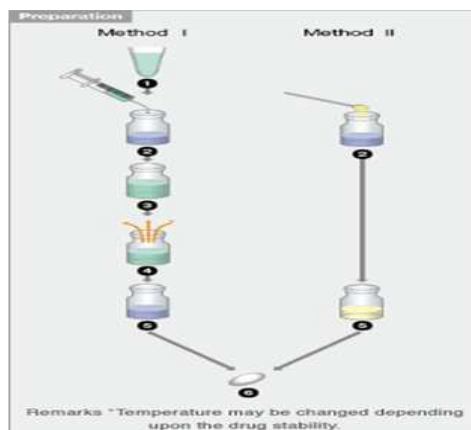 Preparation
Method I Method II
1
2 2
3
4
5 5
6
Remarks *Temperature may be changed depending
upon the drug stability.